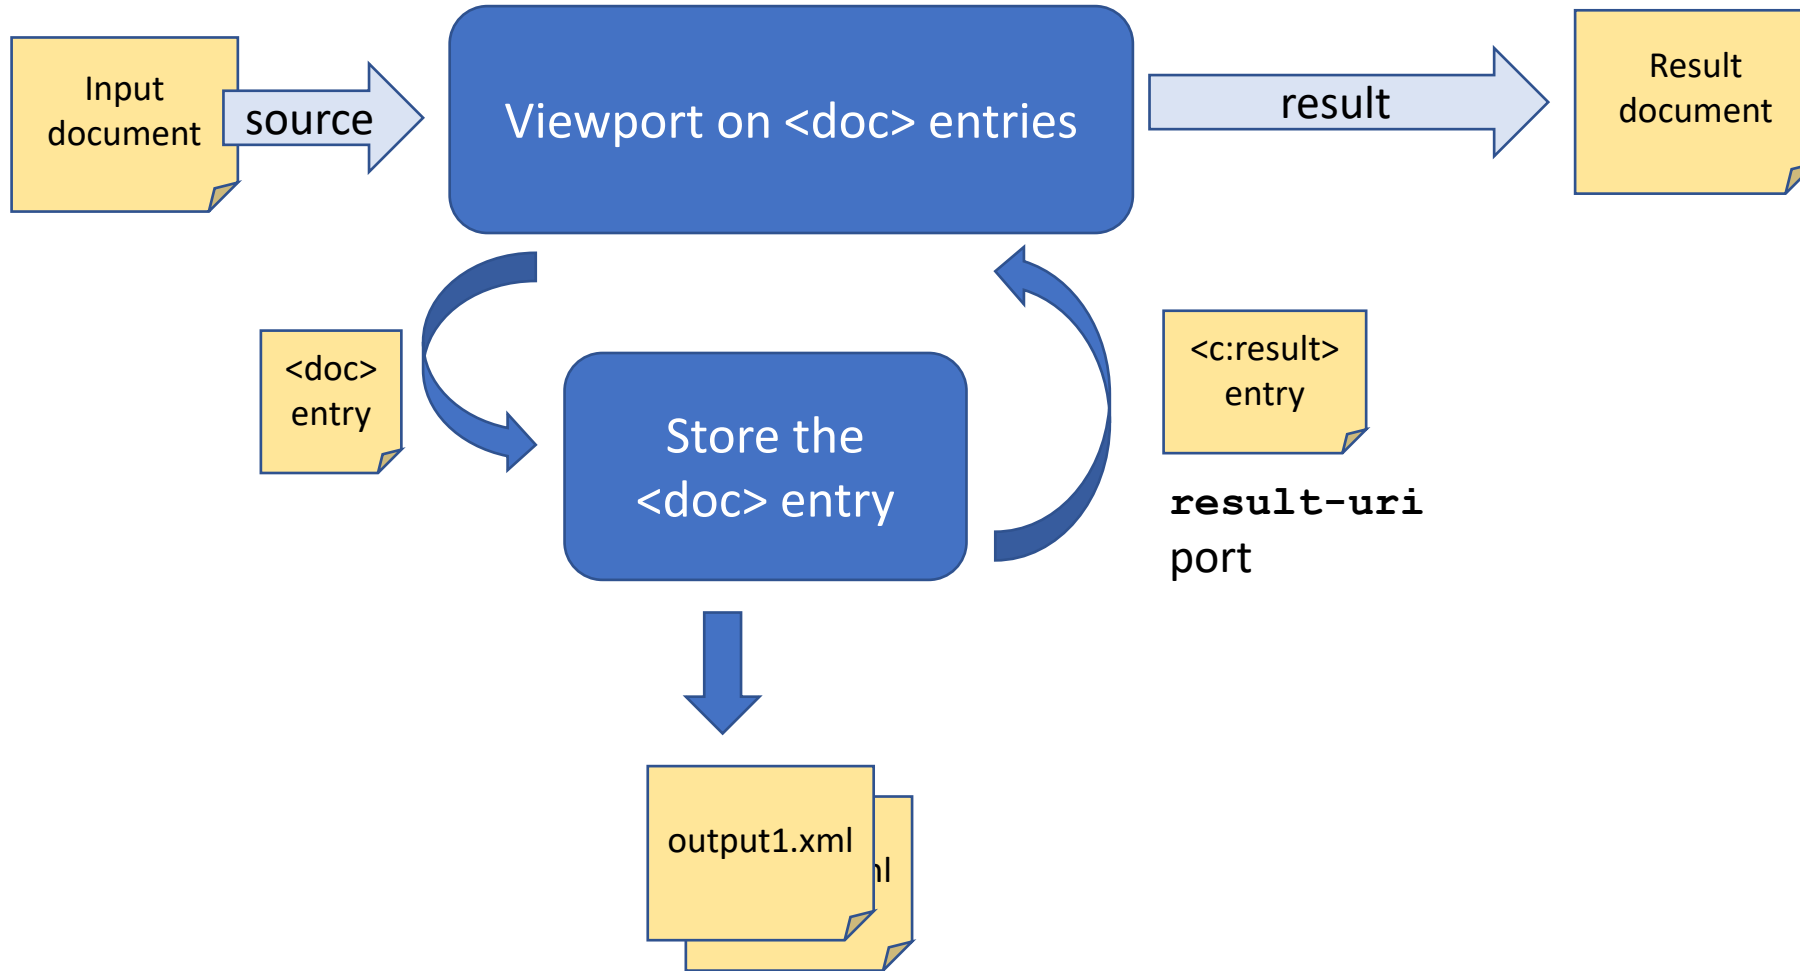 Input
document
source
Viewport on <doc> entries
result
Result
document
<doc>
entry
Store the
<doc> entry
<c:result>
entry
result-uri
port
output1.xml